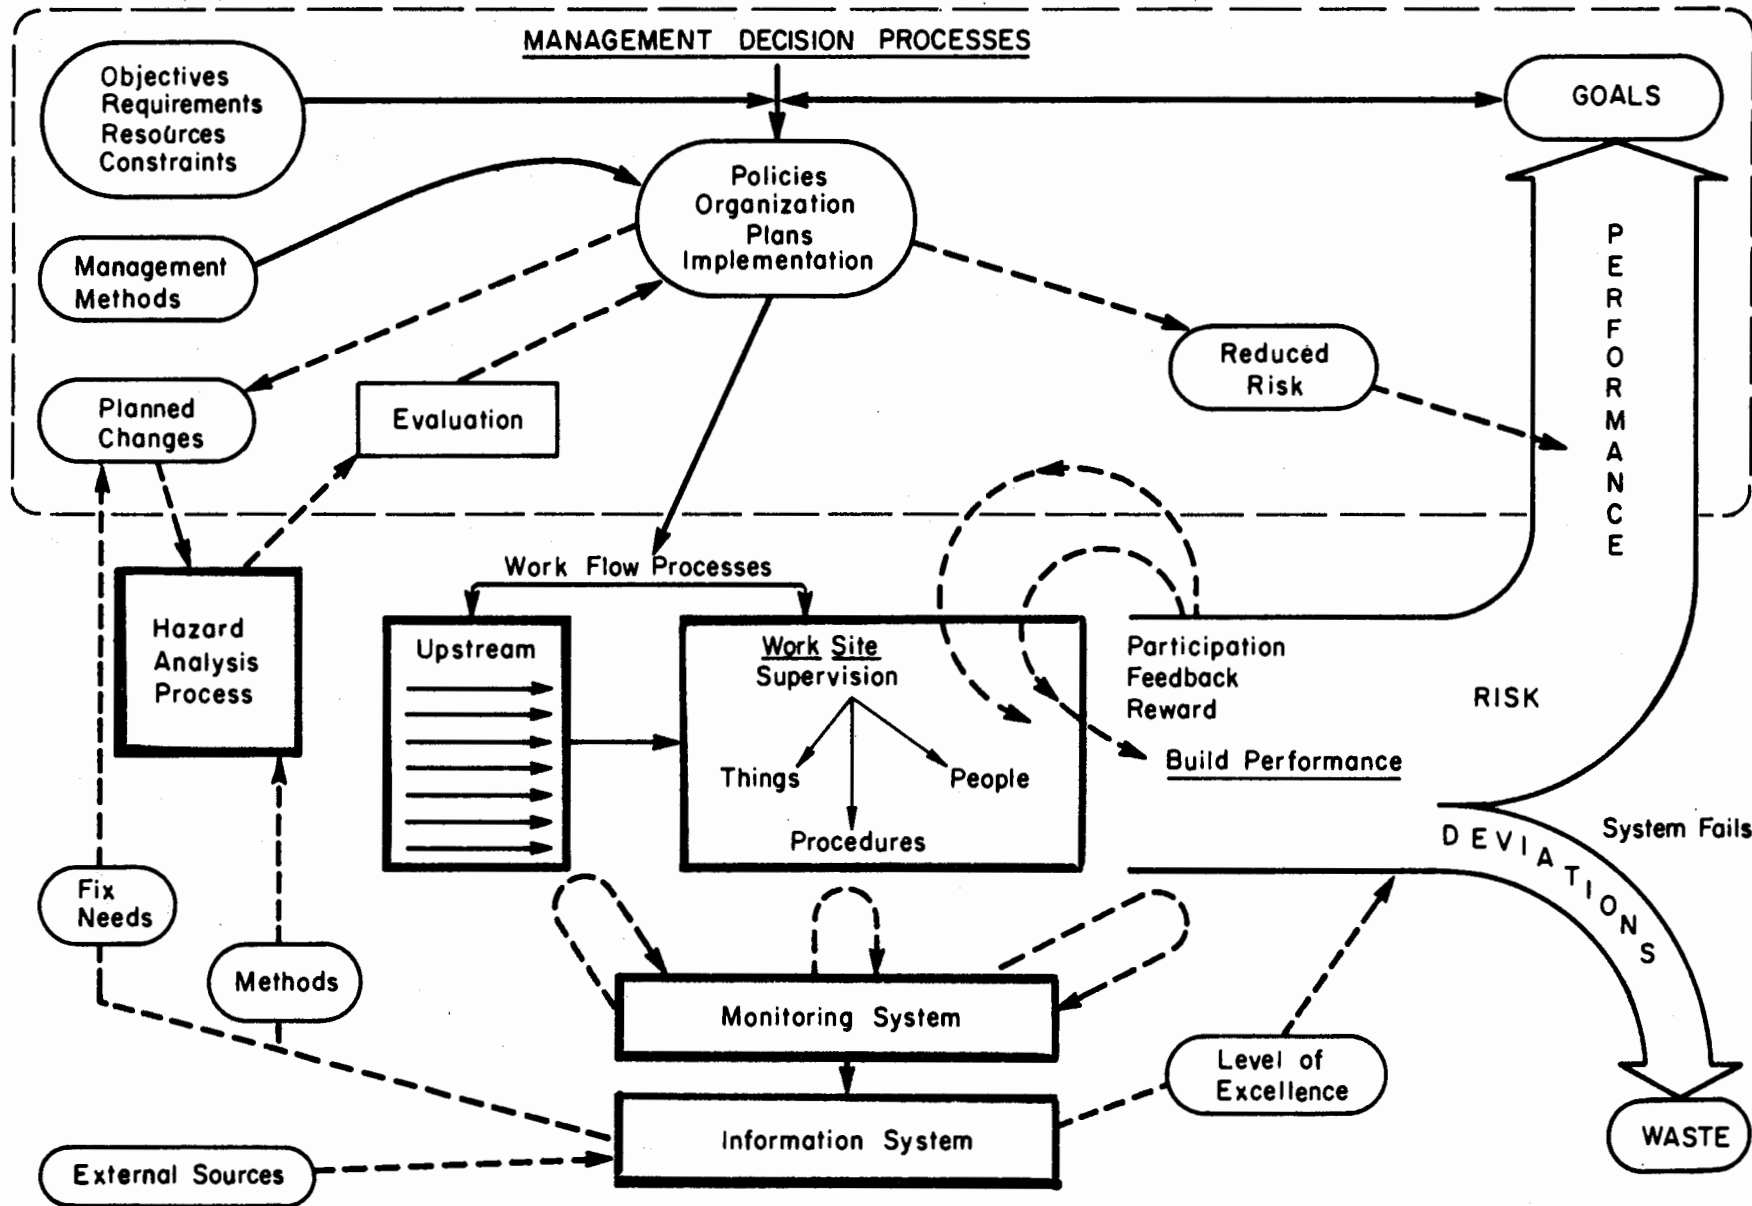 MANAGEMENT DECISION PROCESSES
Objectives
Requirements
Resources
Constraints
GOALS
Policies
Organization
Plans
Implementation
Management
Methods
PERFORMANCE
Reduced
Risk
Planned
Changes
Evaluation
Work Flow Processes
Hazard
Analysis
Process
Upstream
Work Site
Supervision
Things
People
Procedures
Participation
Feedback
Reward
RISK
Build Performance
DEVIATIONS
System Fails
Fix
Needs
Methods
Monitoring System
Level of
Excellence
Information System
WASTE
External Sources